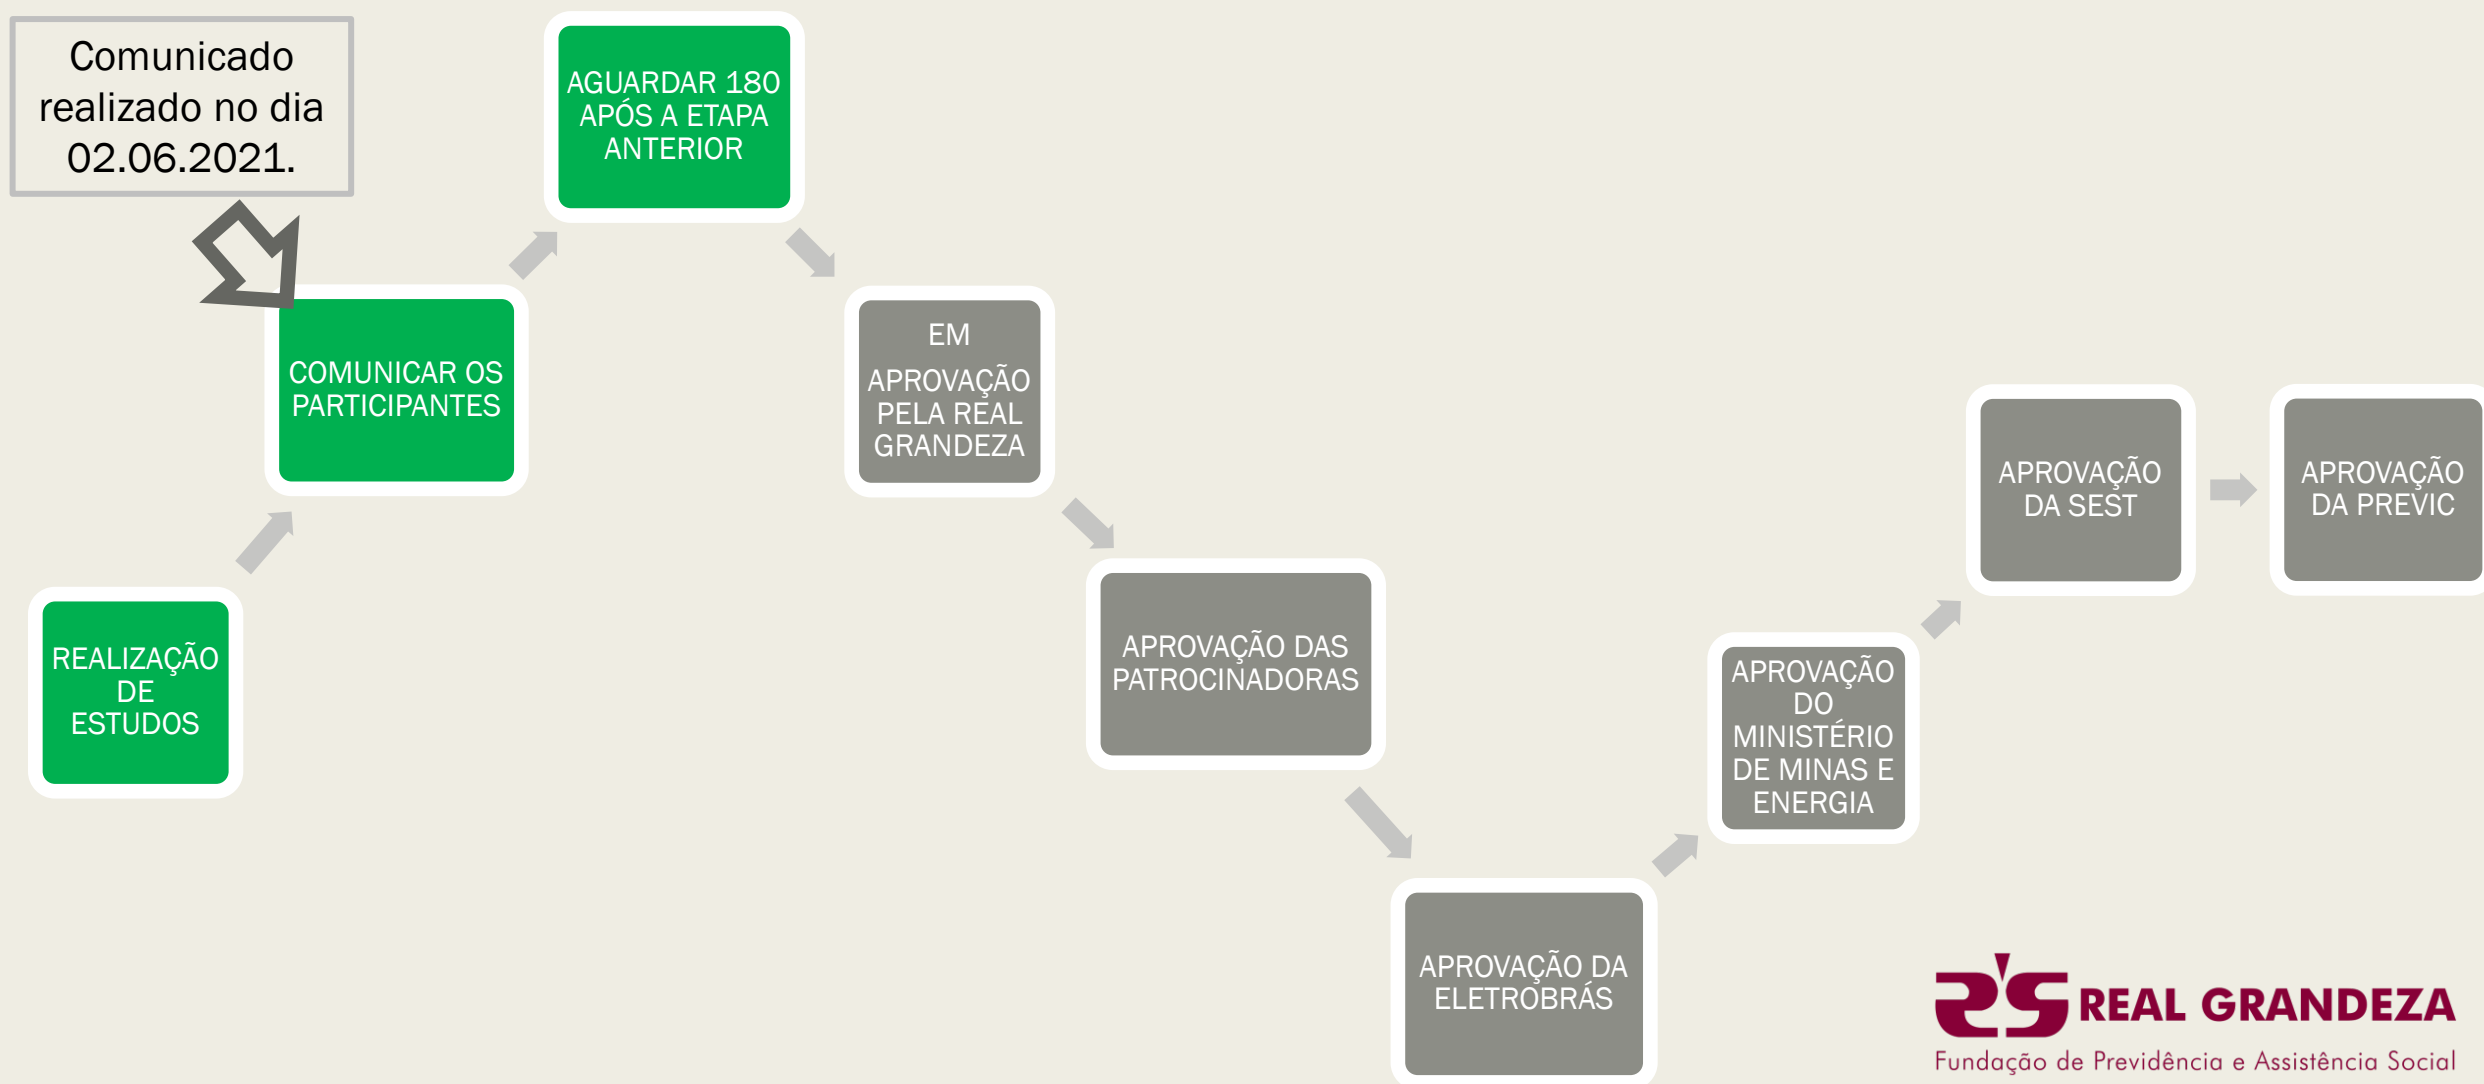 Comunicado
realizado no dia
02.06.2021.
AGUARDAR 180
APÓS A ETAPA
ANTERIOR
COMUNICAR OS
PARTICIPANTES
REALIZAÇÃO
DE
ESTUDOS
EM
APROVAÇÃO
PELA REAL
GRANDEZA
APROVAÇÃO DAS
PATROCINADORAS
APROVAÇÃO DA
ELETROBRÁS
APROVAÇÃO
DO
MINISTÉRIO
DE MINAS E
ENERGIA
APROVAÇÃO
DA SEST
APROVAÇÃO
DA PREVIC
REAL GRANDEZA
Fundação de Previdência e Assistência Social